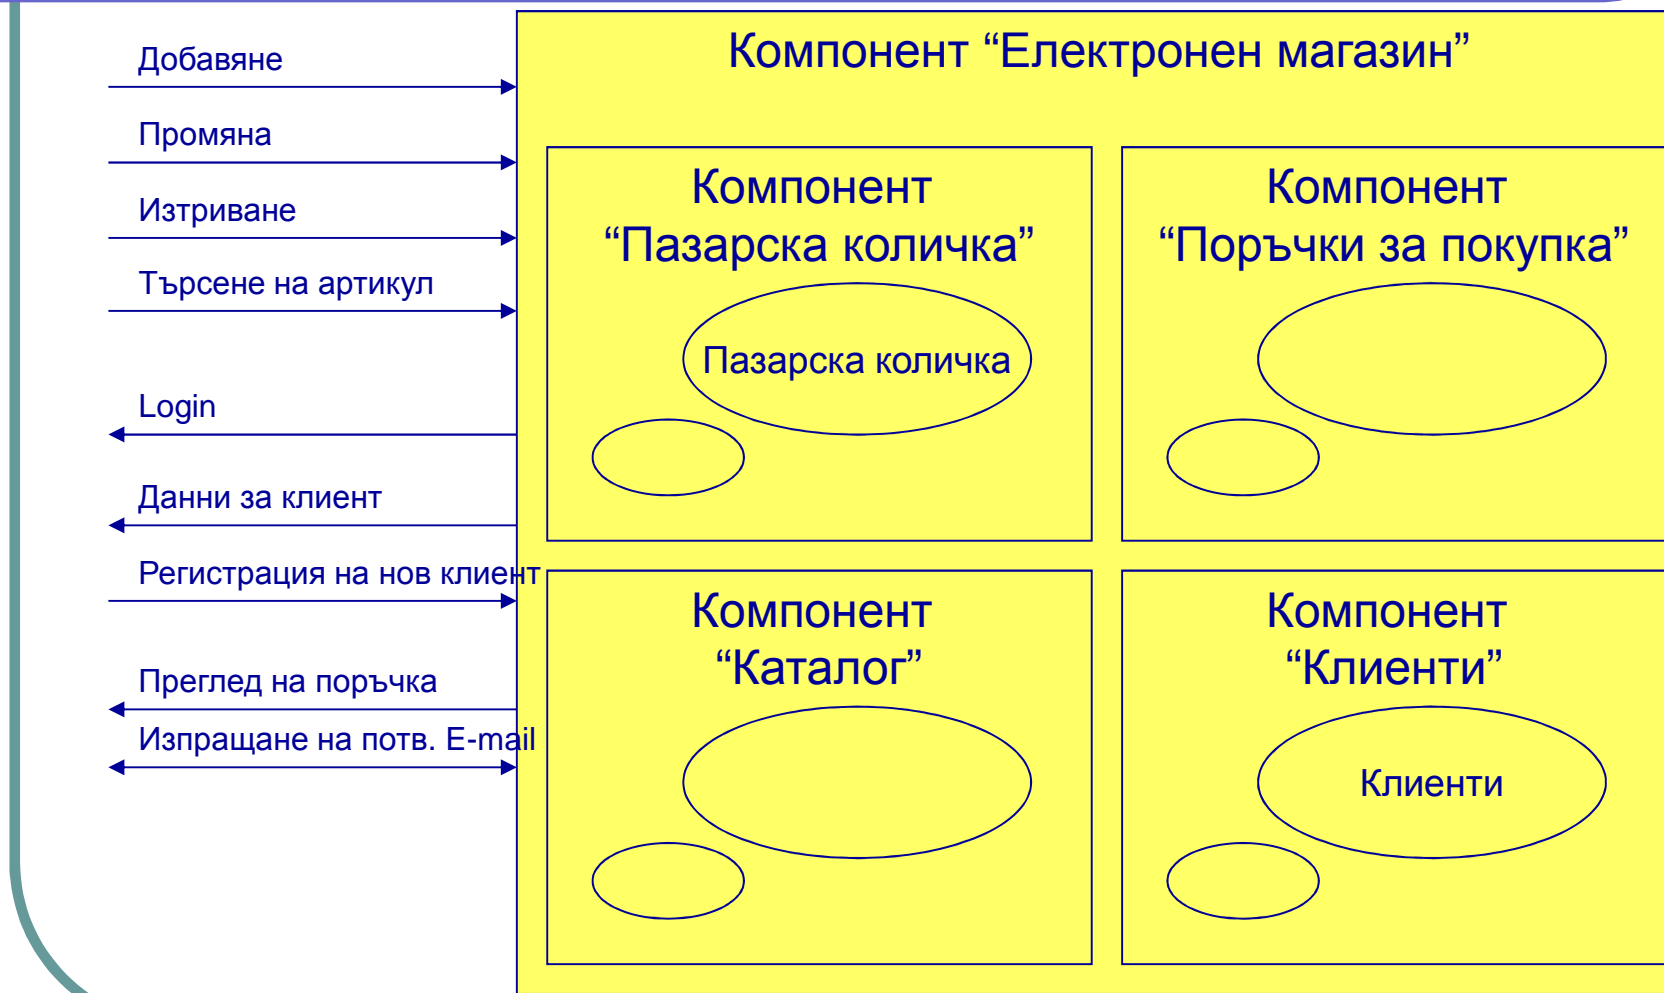 Добавяне
Промяна
Изтриване
Търсене на артикул
Login
Данни за клиент
Регистрация на нов клиент
Преглед на поръчка
Изпращане на потв. E-mail
Компонент “Електронен магазин”
Компонент
“Пазарска количка”
Пазарска количка
Компонент
“Поръчки за покупка”
Компонент
“Каталог”
Компонент
“Клиенти”
Клиенти